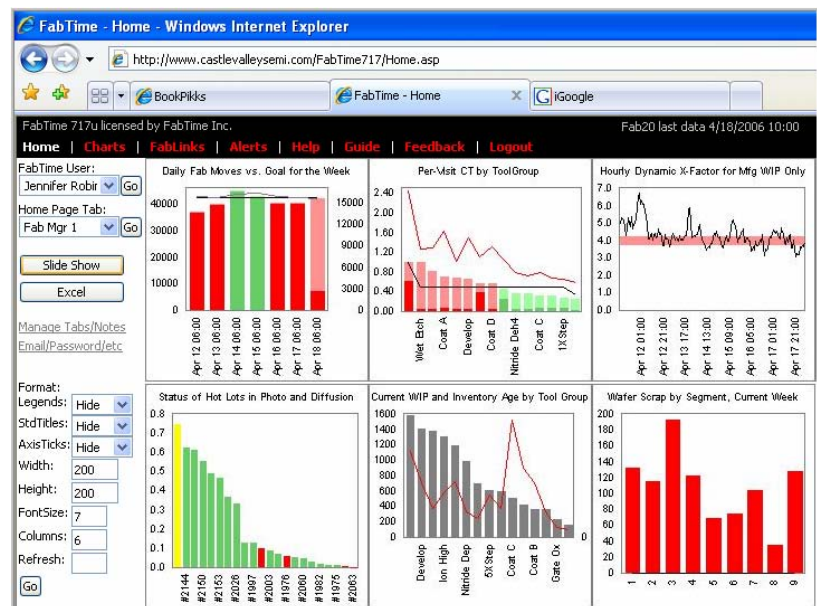 FabTime - Home - Windows Internet Explorer
http://www.castlevalleysemi.com/FabTime717/Home.asp
BookPikks
FabTime - Home
iGoogle
FabTime 717u licensed by FabTime Inc.
Fab20 last data 4/18/2006 10:00
Home | Charts | FabLinks | Alerts | Help | Guide | Feedback | Logout
FabTime User:
Jennifer Robir
Go
Home Page Tab:
Fab Mgr 1
Go
Slide Show
Excel
Manage Tabs/Notes
Email/Password/etc
Format:
Legends: Hide
StdTitles: Hide
AxisTicks: Hide
Width: 200
Height: 200
FontSize: 7
Columns: 6
Refresh:
Go
Daily Fab Moves vs. Goal for the Week
40000
30000
20000
10000
0
15000
12000
9000
6000
3000
0
Apr 12 06:00
Apr 13 06:00
Apr 14 06:00
Apr 15 06:00
Apr 16 06:00
Apr 17 06:00
Apr 18 06:00
Per-Visit CT by ToolGroup
2.40
2.00
1.60
1.20
0.80
0.40
0.00
Wet Etch
Coat A
Develop
Coat D
Nitride Deh4
Coat C
1X Step
Hourly Dynamic X-Factor for Mfg WIP Only
7.0
6.0
5.0
4.0
3.0
2.0
1.0
0.0
Apr 12 01:00
Apr 12 21:00
Apr 13 17:00
Apr 14 13:00
Apr 15 09:00
Apr 16 05:00
Apr 17 01:00
Apr 17 21:00
Status of Hot Lots in Photo and Diffusion
0.8
0.7
0.6
0.5
0.4
0.3
0.2
0.1
0.0
#2144
#2150
#2153
#2026
#1997
#2003
#1976
#2060
#1982
#1975
#2063
Current WIP and Inventory Age by Tool Group
1600
1400
1200
1000
800
600
400
200
0
0
Develop
Ion High
Nitride Dep
5X Step
Coat C
Coat B
Gate Ox
Wafer Scrap by Segment, Current Week
200
180
160
140
120
100
80
60
40
20
0
1
2
3
4
5
6
7
8
9